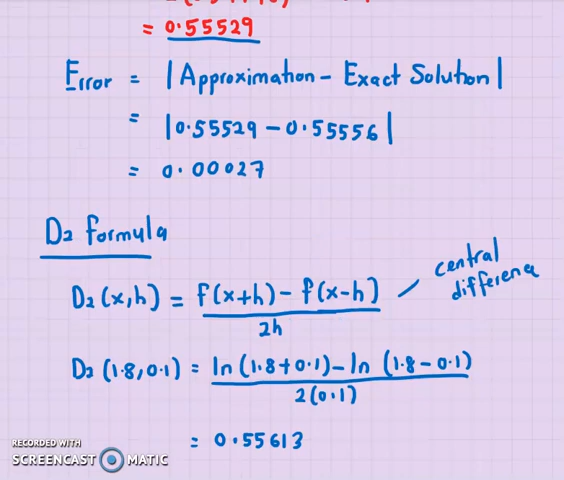 = 0.55529
Error = | Approximation - Exact Solution |
= | 0.55529 - 0.55556 |
= 0.00027
D2 formula
D2 (x, h) = f(x+h) - f(x-h) / 2h
central difference
D2 (1.8, 0.1) = ln (1.8 + 0.1) - ln (1.8 - 0.1) / 2(0.1)
= 0.55613
RECORDED WITH
SCREENCAST MATIC